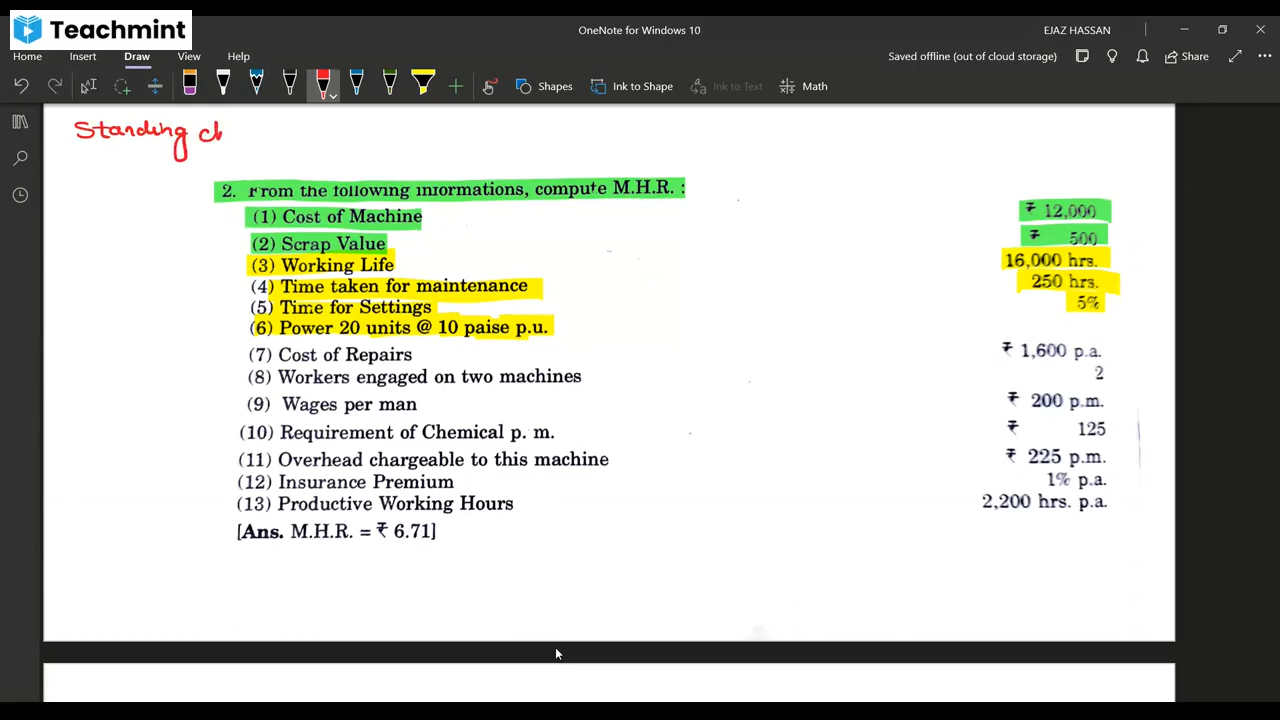 Teachmint
OneNote for Windows 10
EJAZ HASSAN
Home Insert Draw View Help
Saved offline (out of cloud storage) Share
Shapes Ink to Shape Ink to Text Math
Standing ch
2. From the following informations, compute M.H.R. :
(1) Cost of Machine ₹ 12,000
(2) Scrap Value ₹ 500
(3) Working Life 16,000 hrs.
(4) Time taken for maintenance 250 hrs.
(5) Time for Settings 5%
(6) Power 20 units @ 10 paise p.u.
(7) Cost of Repairs ₹ 1,600 p.a.
(8) Workers engaged on two machines 2
(9) Wages per man ₹ 200 p.m.
(10) Requirement of Chemical p. m. ₹ 125
(11) Overhead chargeable to this machine ₹ 225 p.m.
(12) Insurance Premium 1% p.a.
(13) Productive Working Hours 2,200 hrs. p.a.
[Ans. M.H.R. = ₹ 6.71]